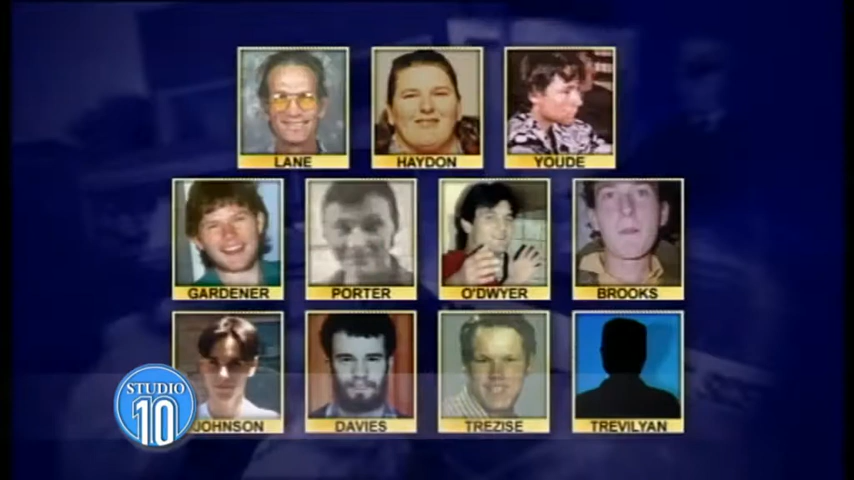 LANE
HAYDON
YOUDE
GARDENER
PORTER
O'DWYER
BROOKS
JOHNSON
DAVIES
TREZISE
TREVILYAN
STUDIO
10